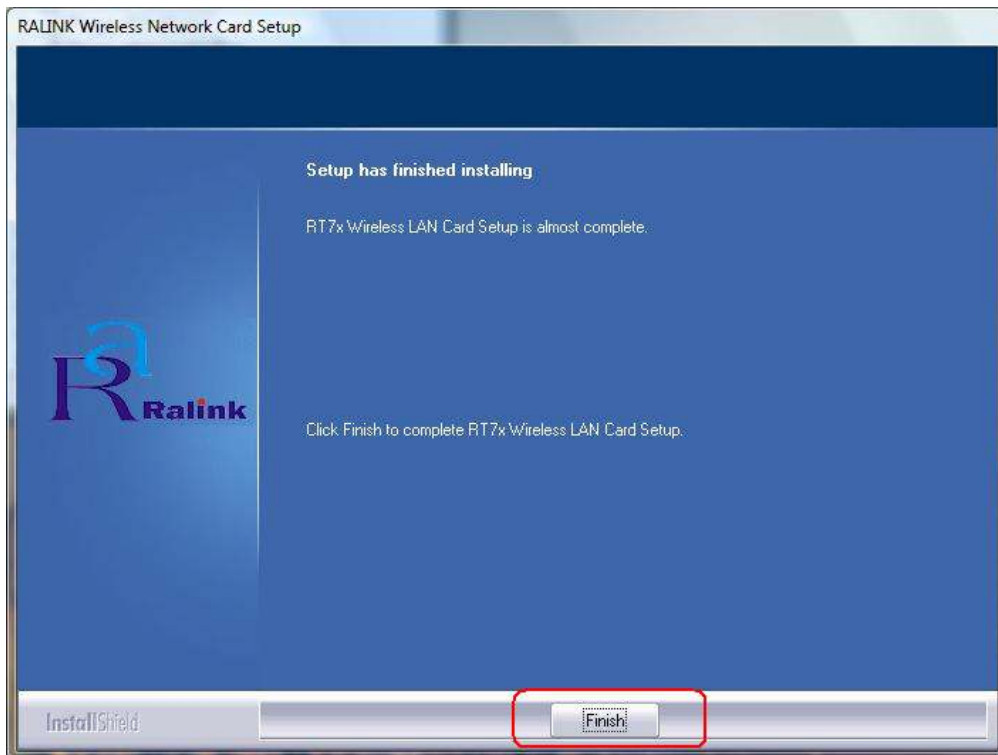 RALINK Wireless Network Card Setup
Setup has finished installing
RT7x Wireless LAN Card Setup is almost complete.
Ra
Ralink
Click Finish to complete RT7x Wireless LAN Card Setup.
InstallShield
Finish